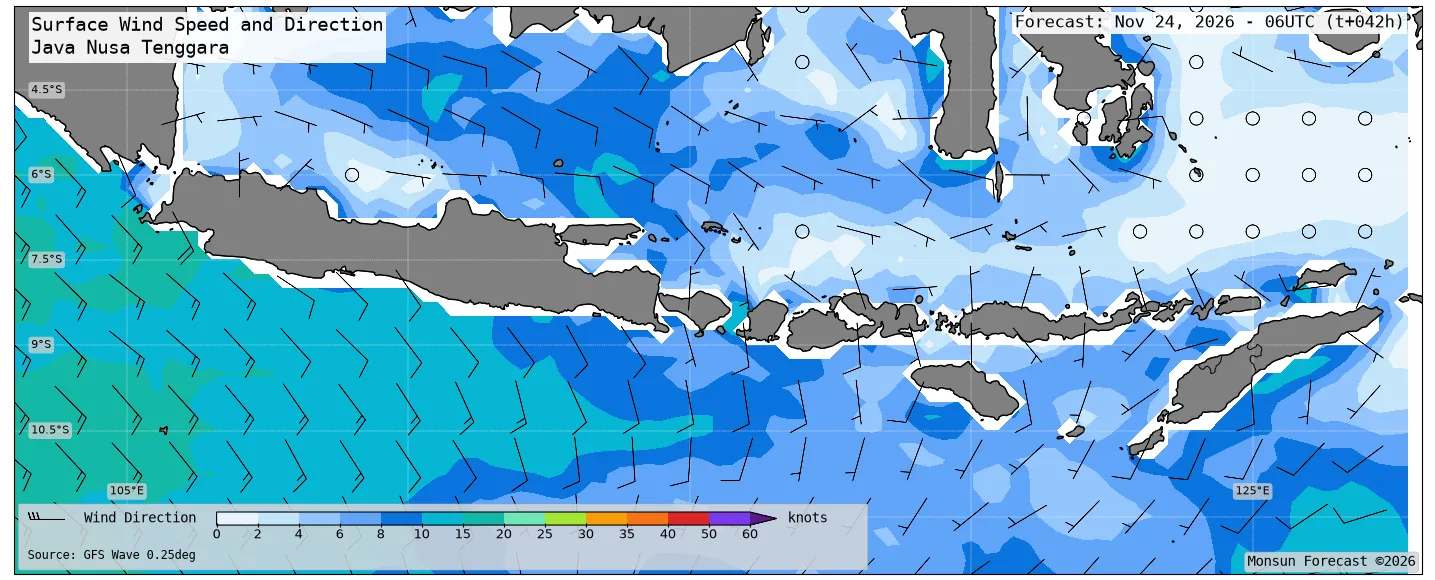 Surface Wind Speed and Direction
Java Nusa Tenggara
Forecast: Nov 24, 2026 - 06UTC (t+042h)
4.5°S
6°S
7.5°S
9°S
10.5°S
105°E
125°E
Wind Direction
0 2 4 6 8 10 15 20 25 30 35 40 50 60
knots
Source: GFS Wave 0.25deg
Monsun Forecast ©2026